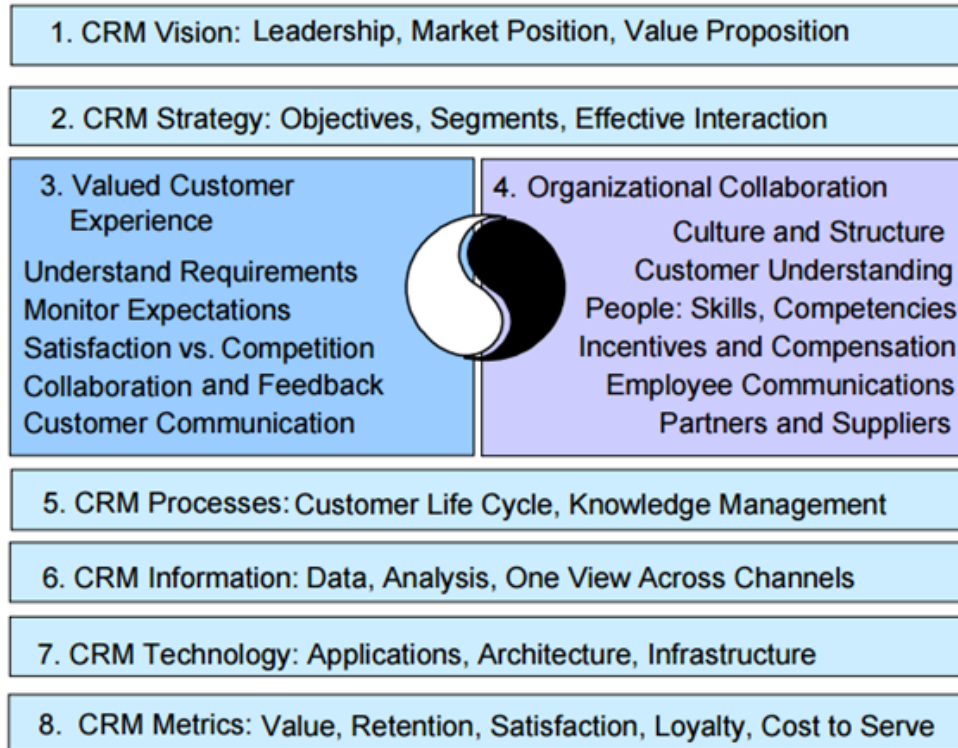 1. CRM Vision: Leadership, Market Position, Value Proposition
2. CRM Strategy: Objectives, Segments, Effective Interaction
3. Valued Customer
Experience
Understand Requirements
Monitor Expectations
Satisfaction vs. Competition
Collaboration and Feedback
Customer Communication
4. Organizational Collaboration
Culture and Structure
Customer Understanding
People: Skills, Competencies
Incentives and Compensation
Employee Communications
Partners and Suppliers
5. CRM Processes: Customer Life Cycle, Knowledge Management
6. CRM Information: Data, Analysis, One View Across Channels
7. CRM Technology: Applications, Architecture, Infrastructure
8. CRM Metrics: Value, Retention, Satisfaction, Loyalty, Cost to Serve